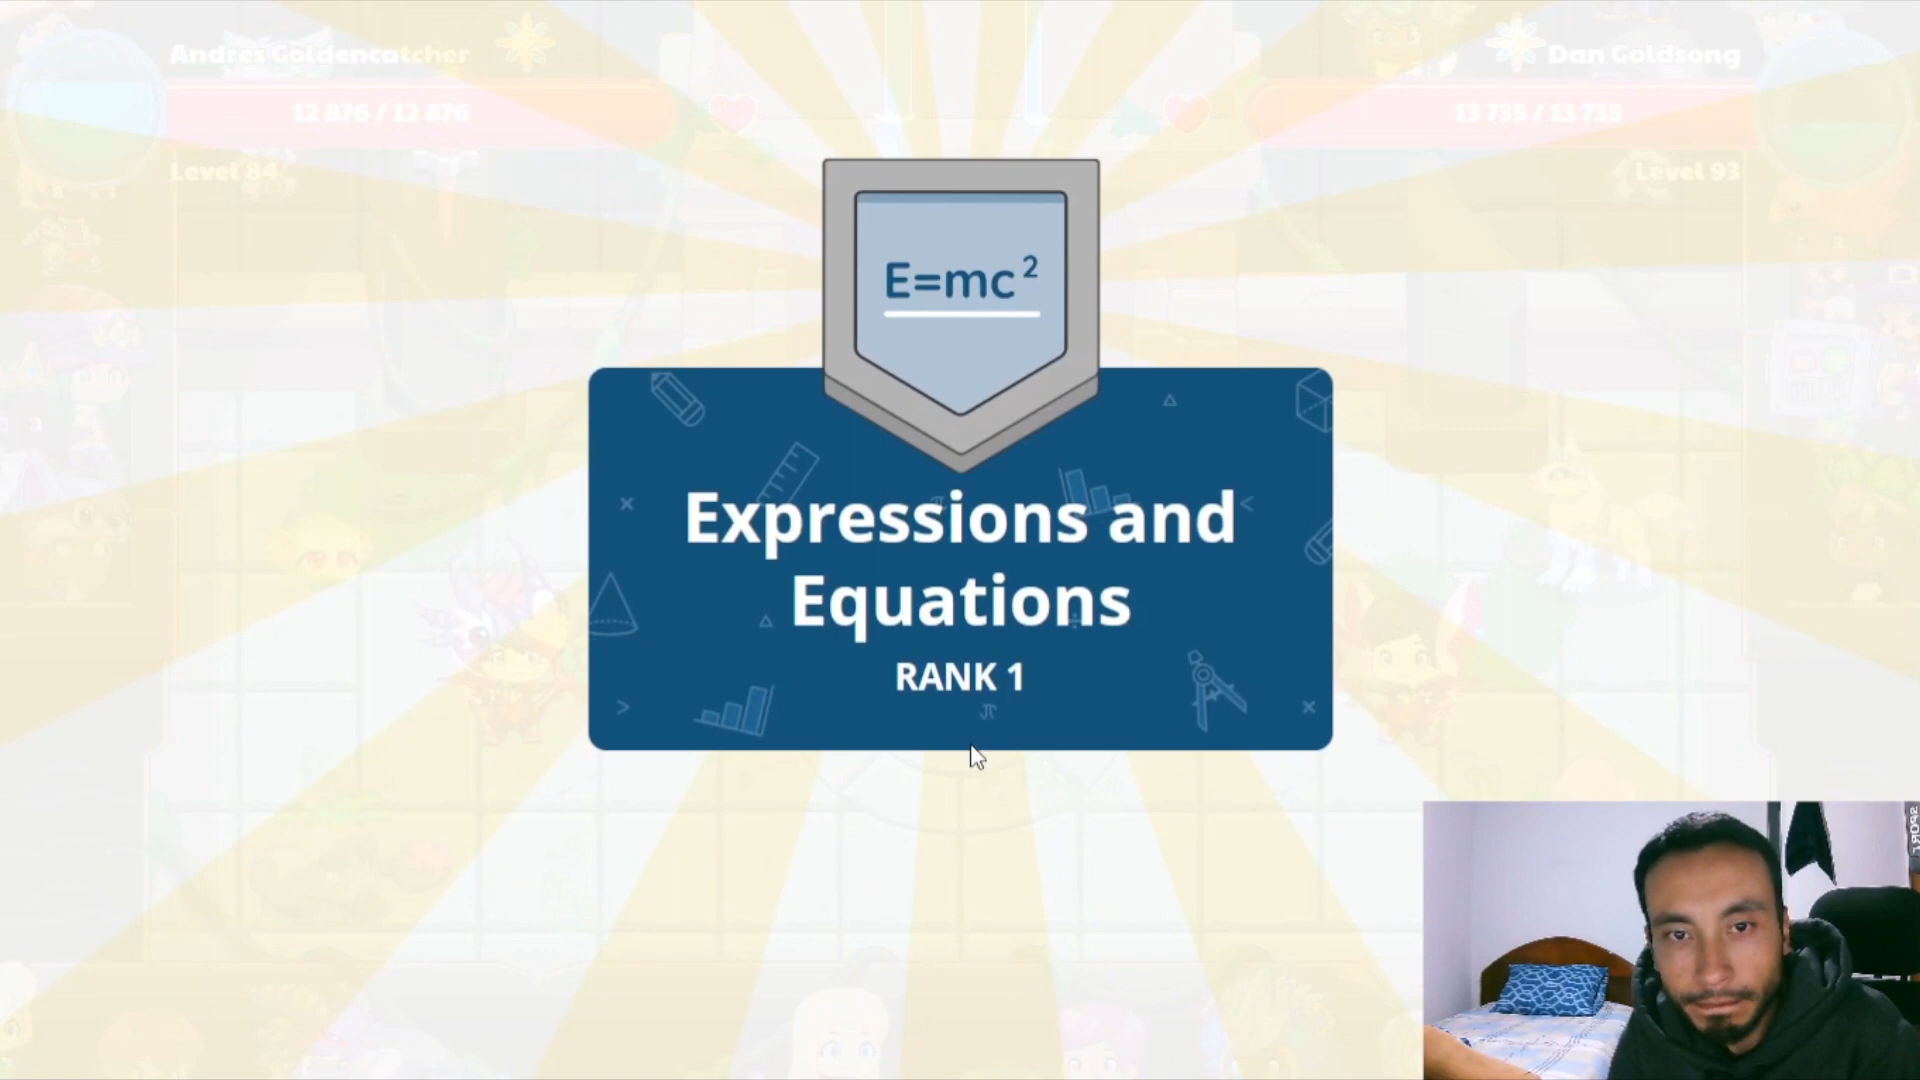 Andres Goldencatcher
Dan Goldsong
12 876 / 12 876
13 735 / 13 735
Level 84
Level 93
E=mc²
Expressions and
Equations
RANK 1
SPORT